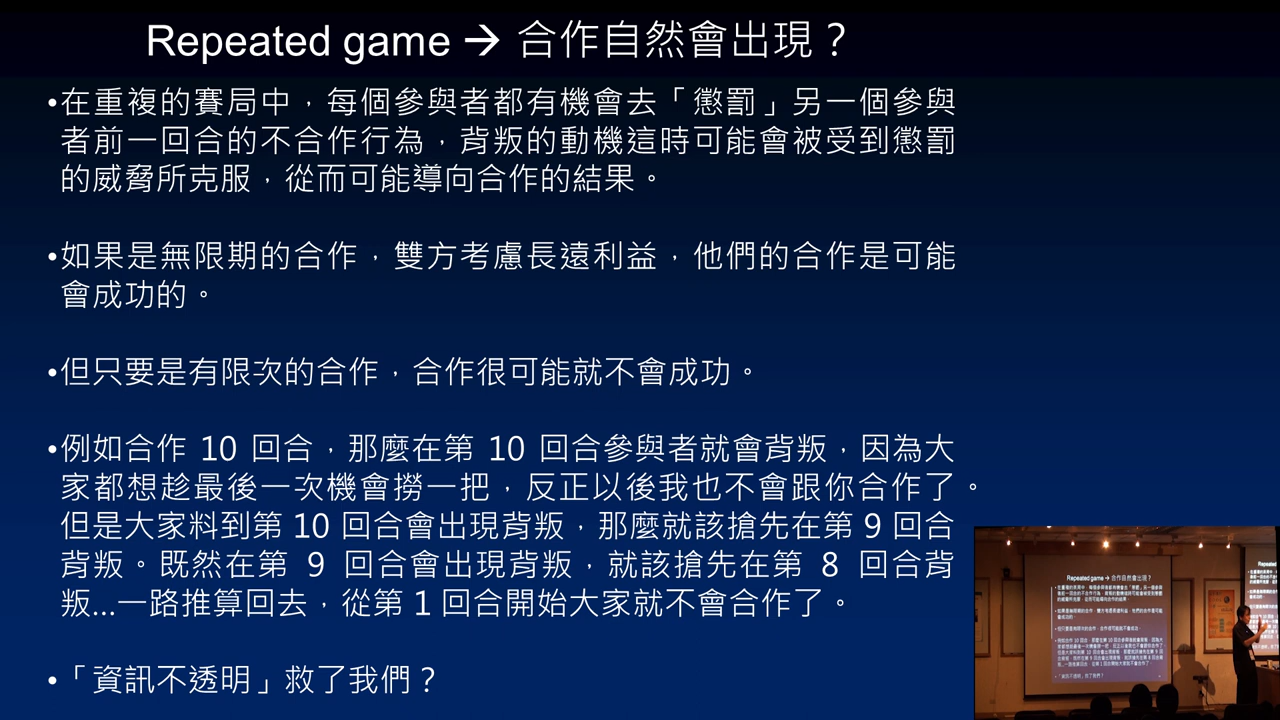 Repeated game → 合作自然會出現？
•在重複的賽局中，每個參與者都有機會去「懲罰」另一個參與
者前一回合的不合作行為，背叛的動機這時可能會被受到懲罰
的威脅所克服，從而可能導向合作的結果。
•如果是無限期的合作，雙方考慮長遠利益，他們的合作是可能
會成功的。
•但只要是有限次的合作，合作很可能就不會成功。
•例如合作 10 回合，那麼在第 10 回合參與者就會背叛，因為大
家都想趁最後一次機會撈一把，反正以後我也不會跟你合作了。
但是大家料到第 10 回合會出現背叛，那麼就該搶先在第 9 回合
背叛。既然在第 9 回合會出現背叛，就該搶先在第 8 回合背
叛...一路推算回去，從第 1 回合開始大家就不會合作了。
•「資訊不透明」救了我們？
Repeated game → 合作自然會出現？